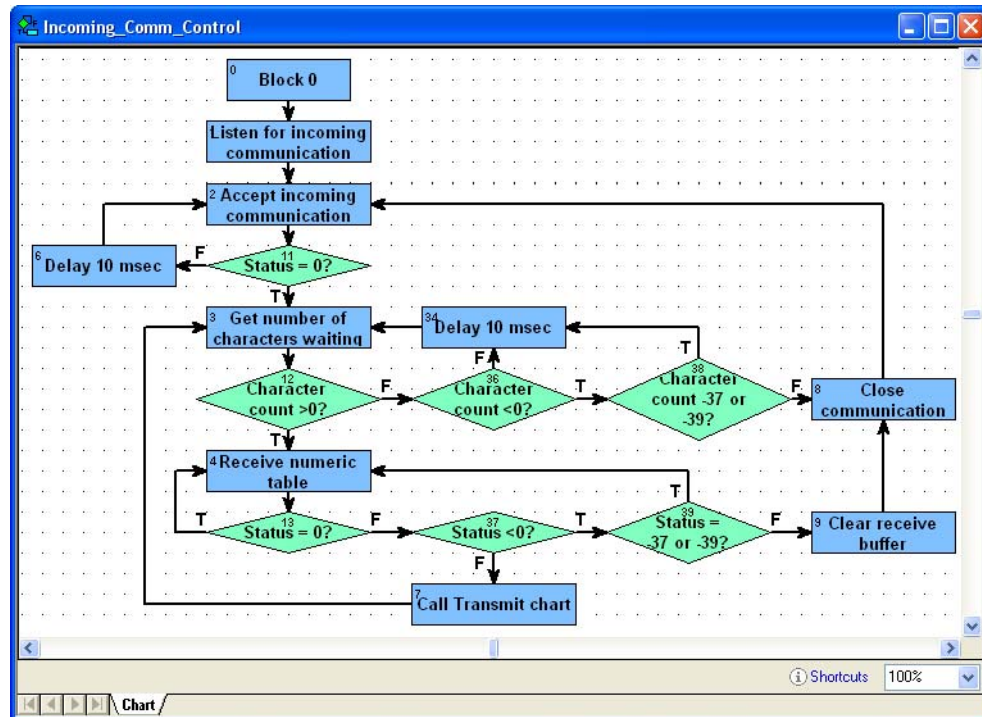 Incoming_Comm_Control
0
Block 0
Listen for incoming
communication
2 Accept incoming
communication
6 Delay 10 msec
F
11
Status = 0?
T
3 Get number of
characters waiting
34 Delay 10 msec
F
T
12
Character
count >0?
F
36
Character
count <0?
T
38
Character
count -37 or
-39?
F
8 Close
communication
T
4 Receive numeric
table
T
T
13
Status = 0?
F
37
Status <0?
T
39
Status =
-37 or -39?
F
9 Clear receive
buffer
F
7 Call Transmit chart
Shortcuts
100%
Chart